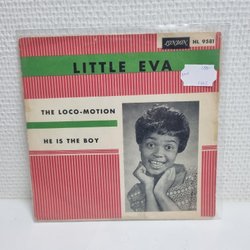 LONDON
HL 9581
LITTLE EVA
THE LOCO-MOTION
HE IS THE BOY